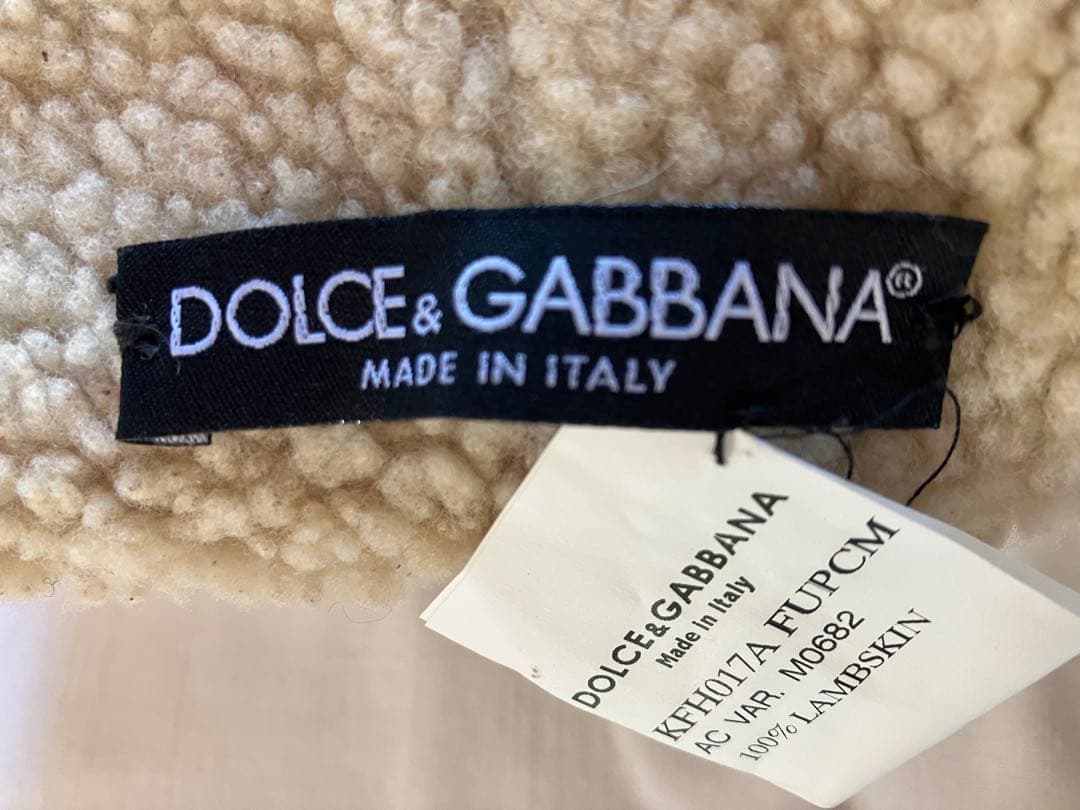 DOLCE & GABBANA®
MADE IN ITALY
DOLCE&GABBANA
Made in Italy
KFH017A FUPCM
AC VAR. M0682
100% LAMBSKIN